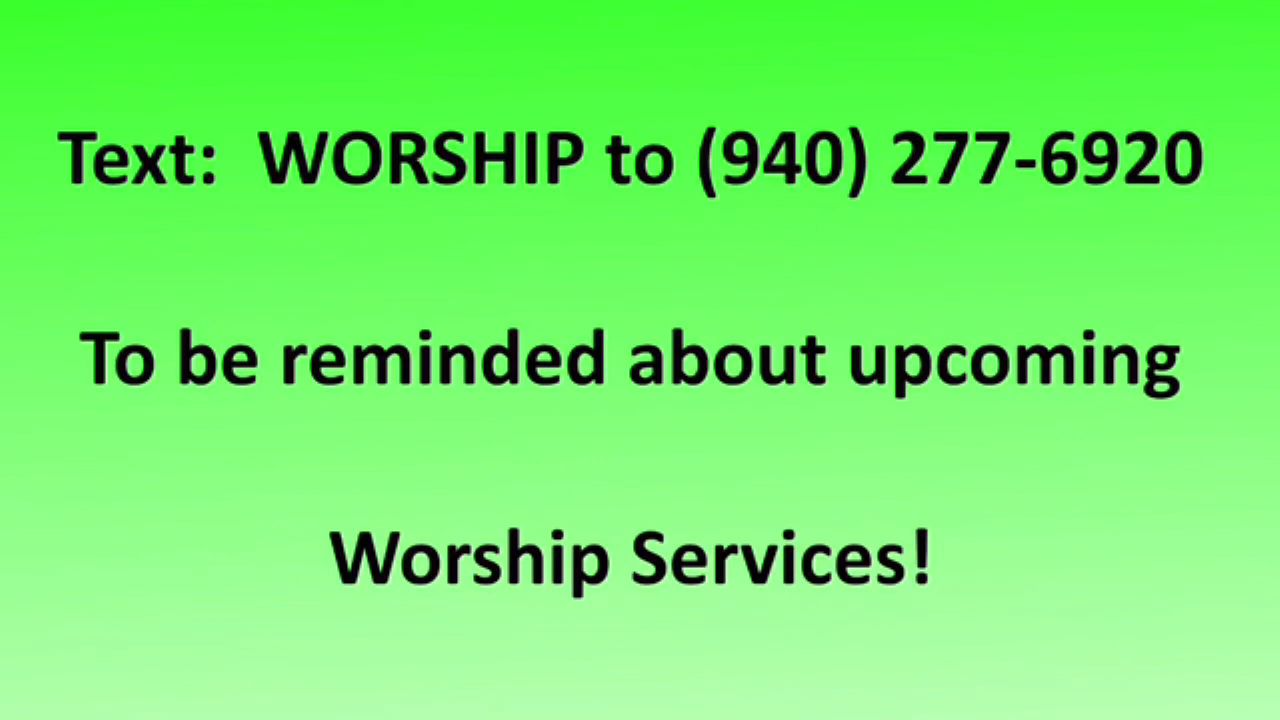 Text:  WORSHIP to (940) 277-6920
To be reminded about upcoming
Worship Services!